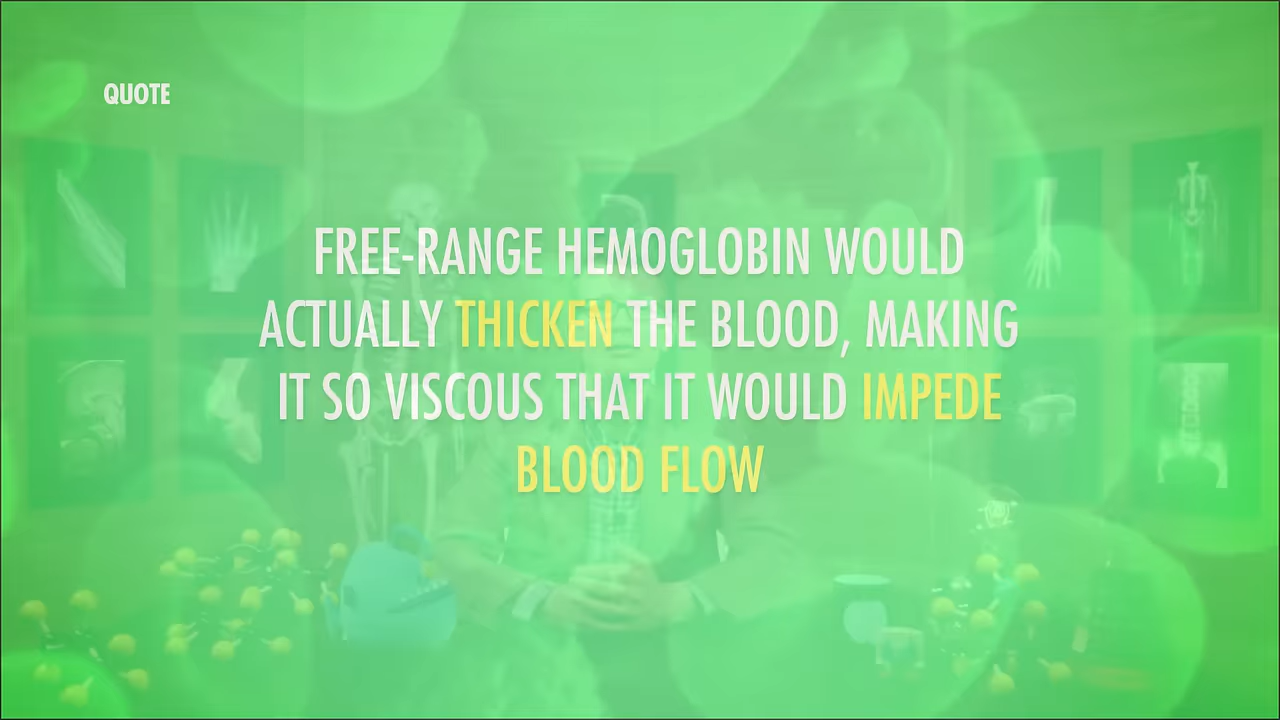 QUOTE
FREE-RANGE HEMOGLOBIN WOULD
ACTUALLY THICKEN THE BLOOD, MAKING
IT SO VISCOUS THAT IT WOULD IMPEDE
BLOOD FLOW